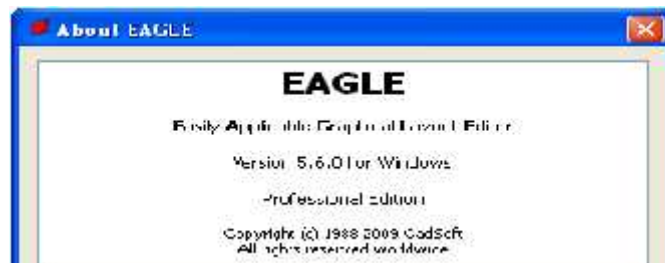 About EAGLE
EAGLE
Easily Applicable Graphical Layout Editor
Version 5.6.0 for Windows
Professional Edition
Copyright (c) 1988-2009 CadSoft
All rights reserved worldwide